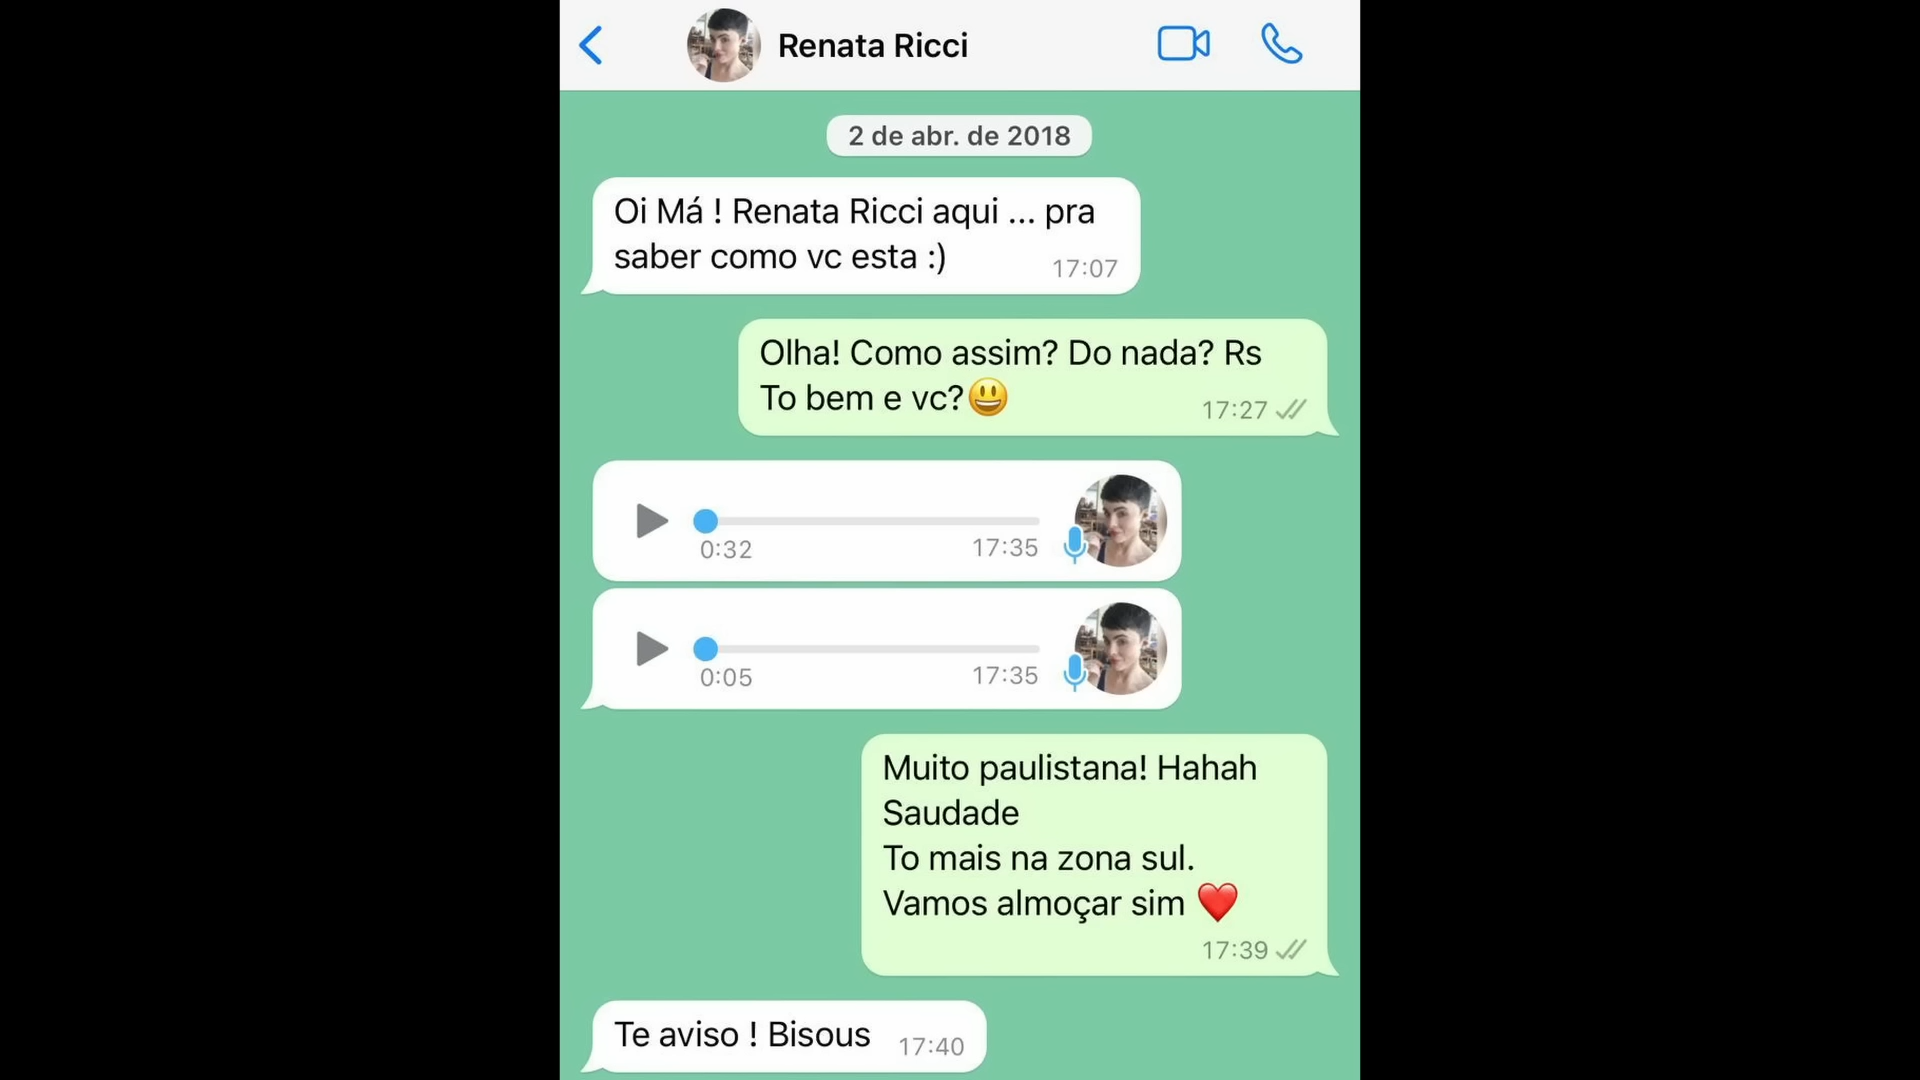 Renata Ricci
2 de abr. de 2018
Oi Má ! Renata Ricci aqui ... pra
saber como vc esta :)
17:07
Olha! Como assim? Do nada? Rs
To bem e vc?😃
17:27
0:32
17:35
0:05
17:35
Muito paulistana! Hahah
Saudade
To mais na zona sul.
Vamos almoçar sim ❤️
17:39
Te aviso ! Bisous
17:40